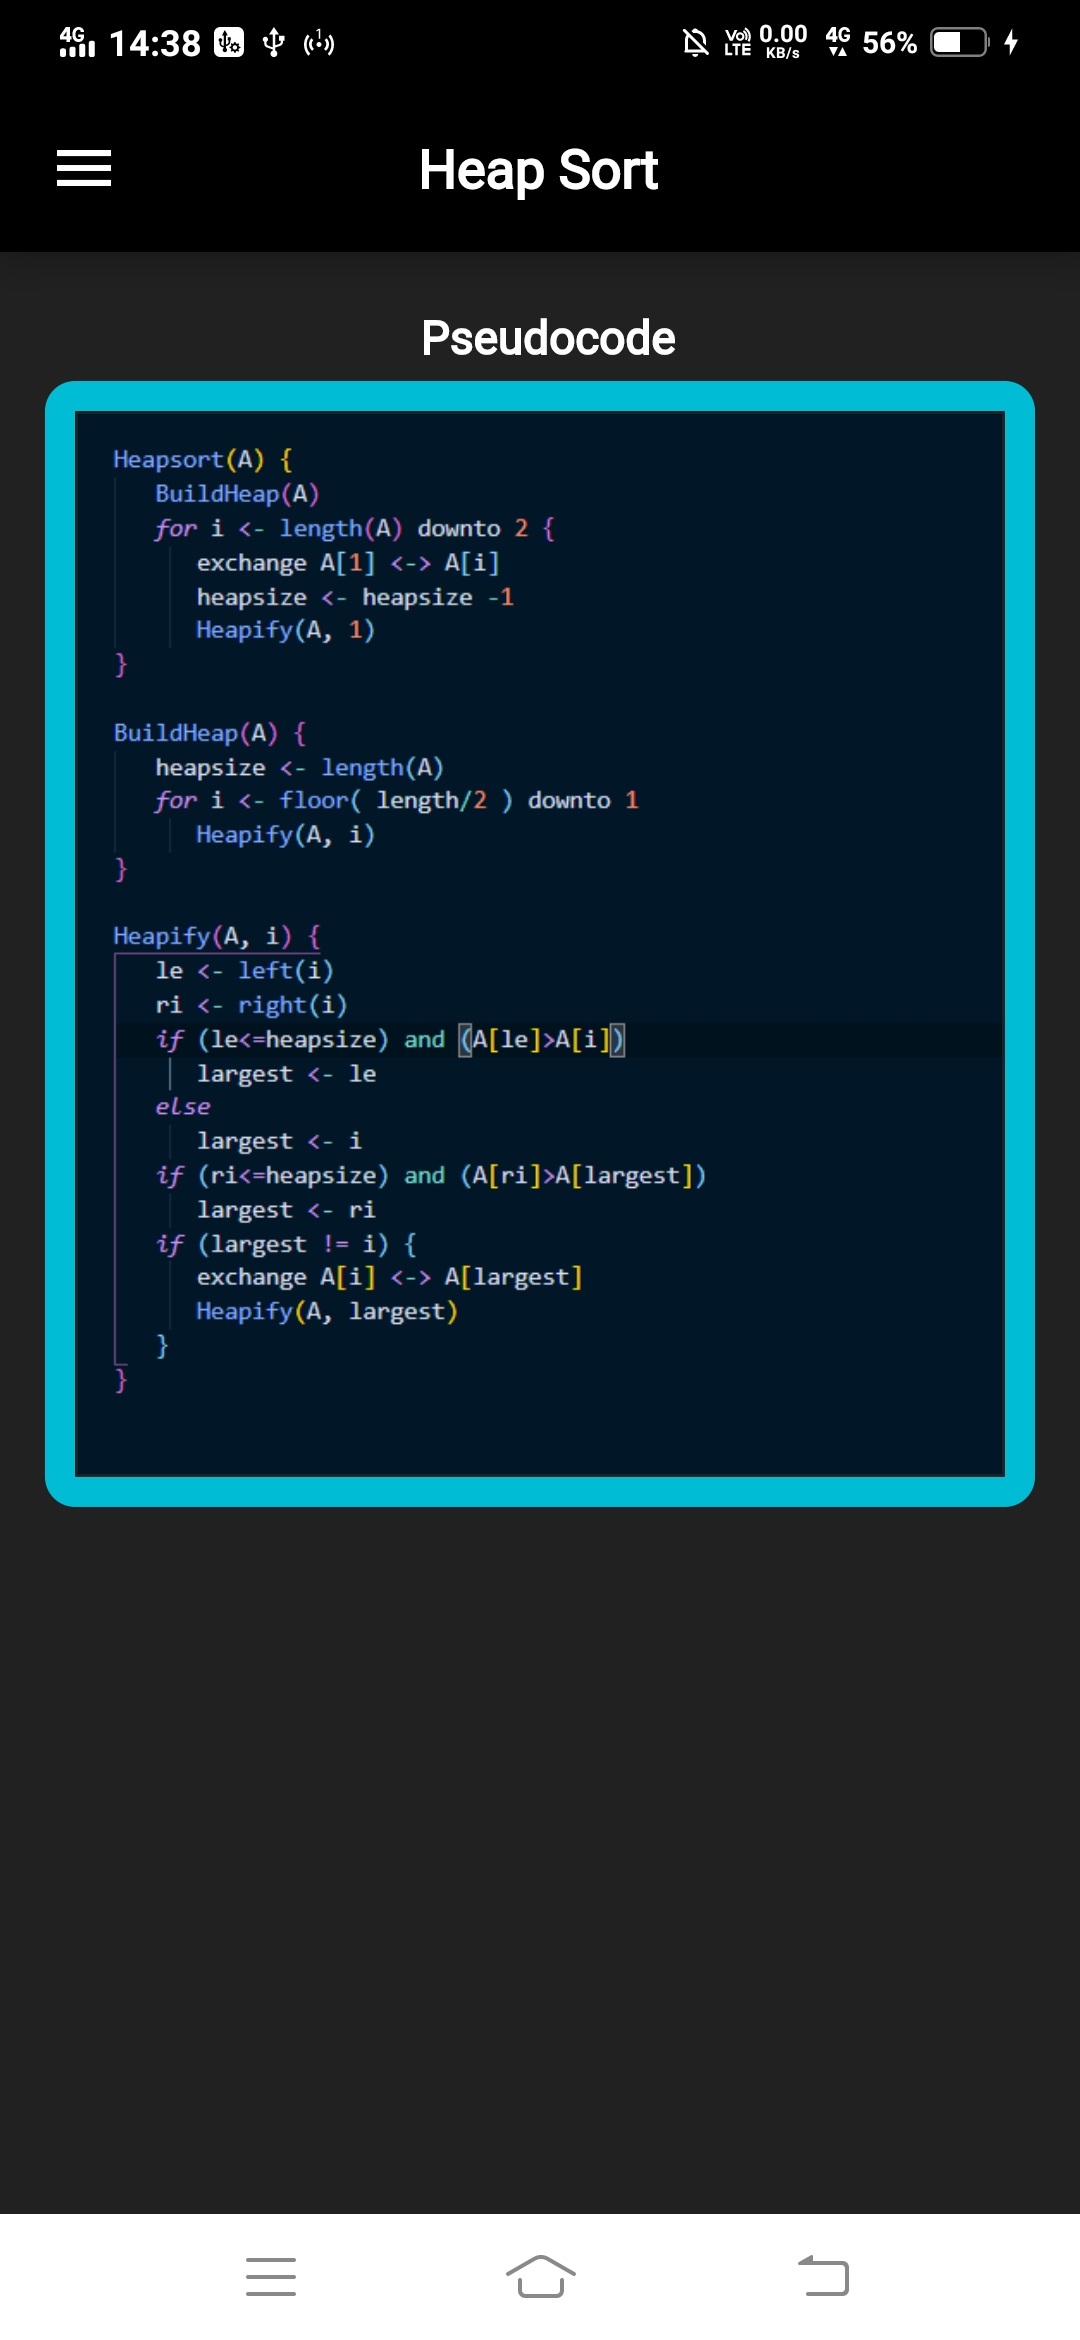 4G 14:38 Vo) LTE 0.00 KB/s 4G 56%
Heap Sort
Pseudocode
Heapsort(A) {
BuildHeap(A)
for i <- length(A) downto 2 {
exchange A[1] <-> A[i]
heapsize <- heapsize -1
Heapify(A, 1)
}
BuildHeap(A) {
heapsize <- length(A)
for i <- floor( length/2 ) downto 1
Heapify(A, i)
}
Heapify(A, i) {
le <- left(i)
ri <- right(i)
if (le<=heapsize) and (A[le]>A[i])
largest <- le
else
largest <- i
if (ri<=heapsize) and (A[ri]>A[largest])
largest <- ri
if (largest != i) {
exchange A[i] <-> A[largest]
Heapify(A, largest)
}
}